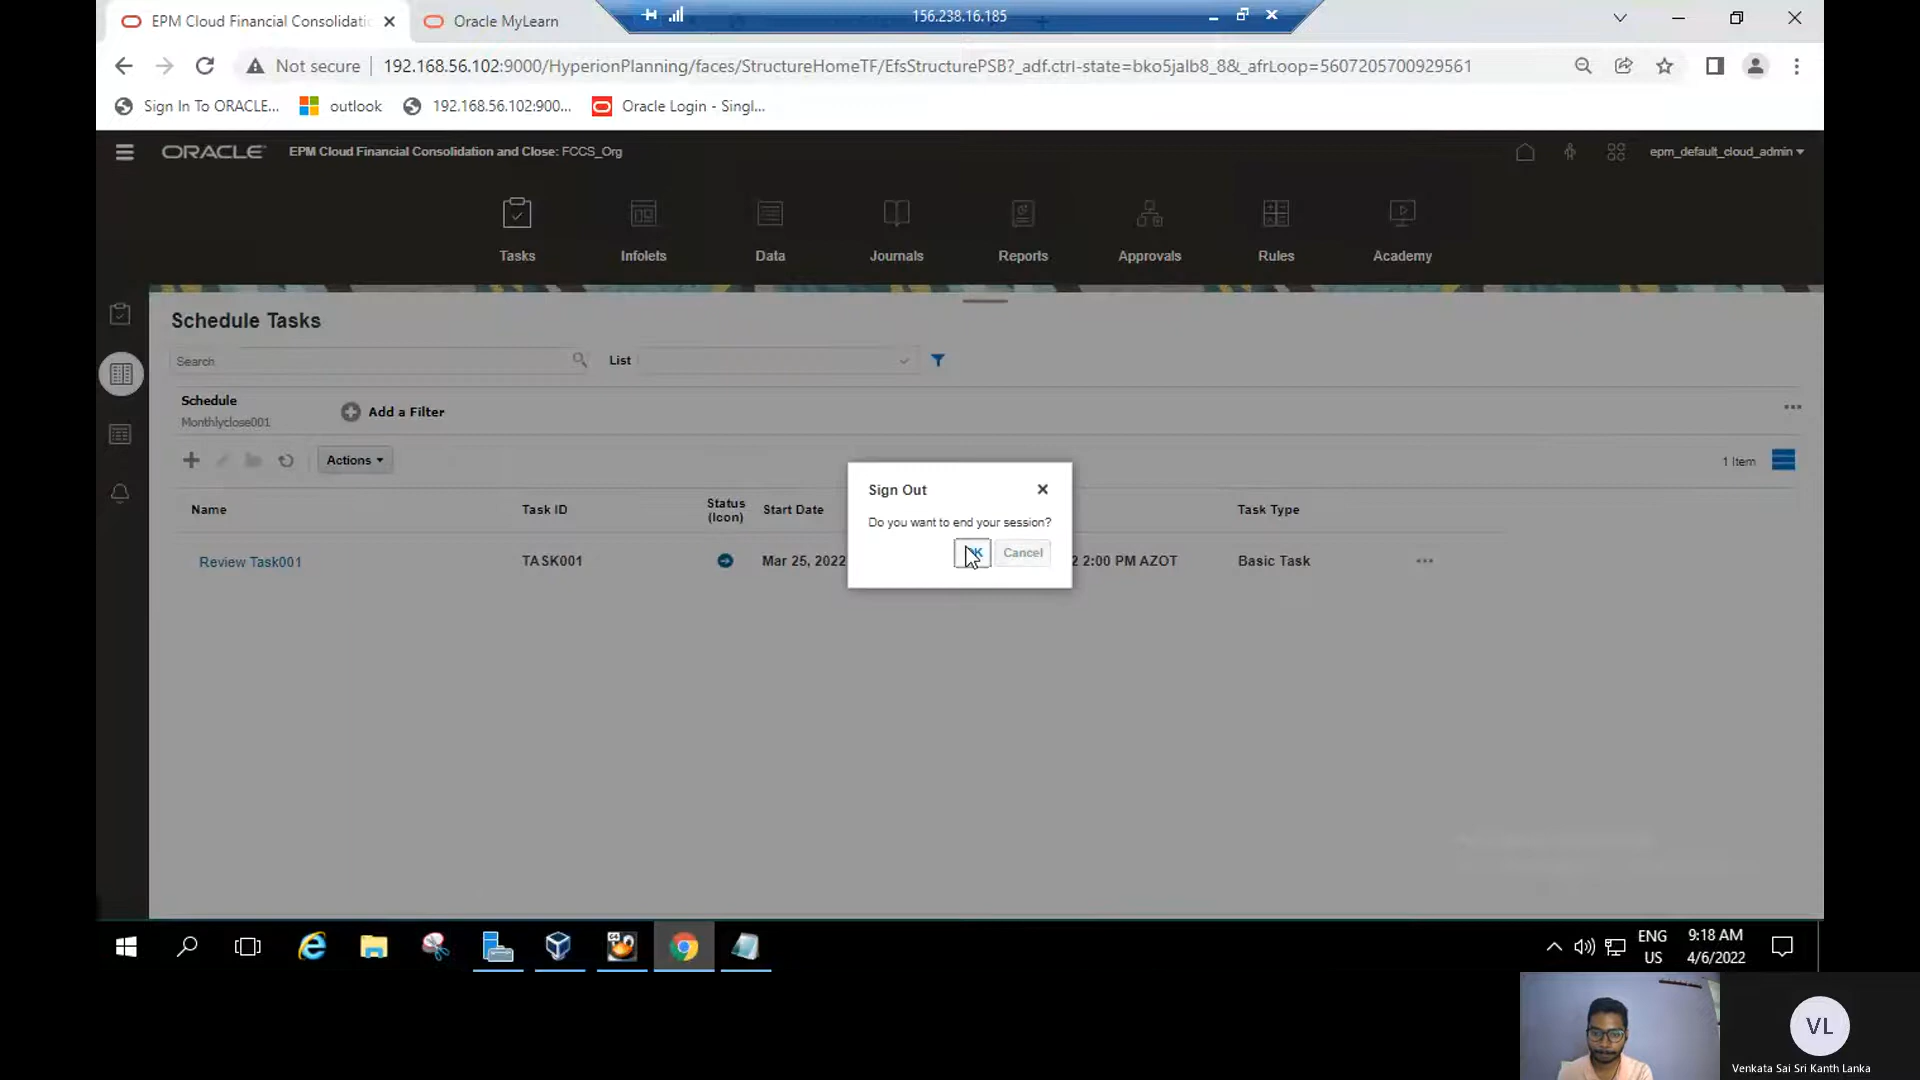 EPM Cloud Financial Consolidatio
Oracle MyLearn
156.238.16.185
Not secure
192.168.56.102:9000/HyperionPlanning/faces/StructureHomeTF/EfsStructurePSB?_adf.ctrl-state=bko5jalb8_8&_afrLoop=5607205700929561
Sign In To ORACLE...
outlook
192.168.56.102:900...
Oracle Login - Singl...
ORACLE
EPM Cloud Financial Consolidation and Close: FCCS_Org
epm_default_cloud_admin
Tasks
Infolets
Data
Journals
Reports
Approvals
Rules
Academy
Schedule Tasks
Search
List
Schedule
Monthlyclose001
Add a Filter
Actions
1 Item
Name
Task ID
Status
(Icon)
Start Date
Task Type
Review Task001
TASK001
Mar 25, 2022
2 2:00 PM AZOT
Basic Task
Sign Out
Do you want to end your session?
Cancel
ENG
US
9:18 AM
4/6/2022
VL
Venkata Sai Sri Kanth Lanka